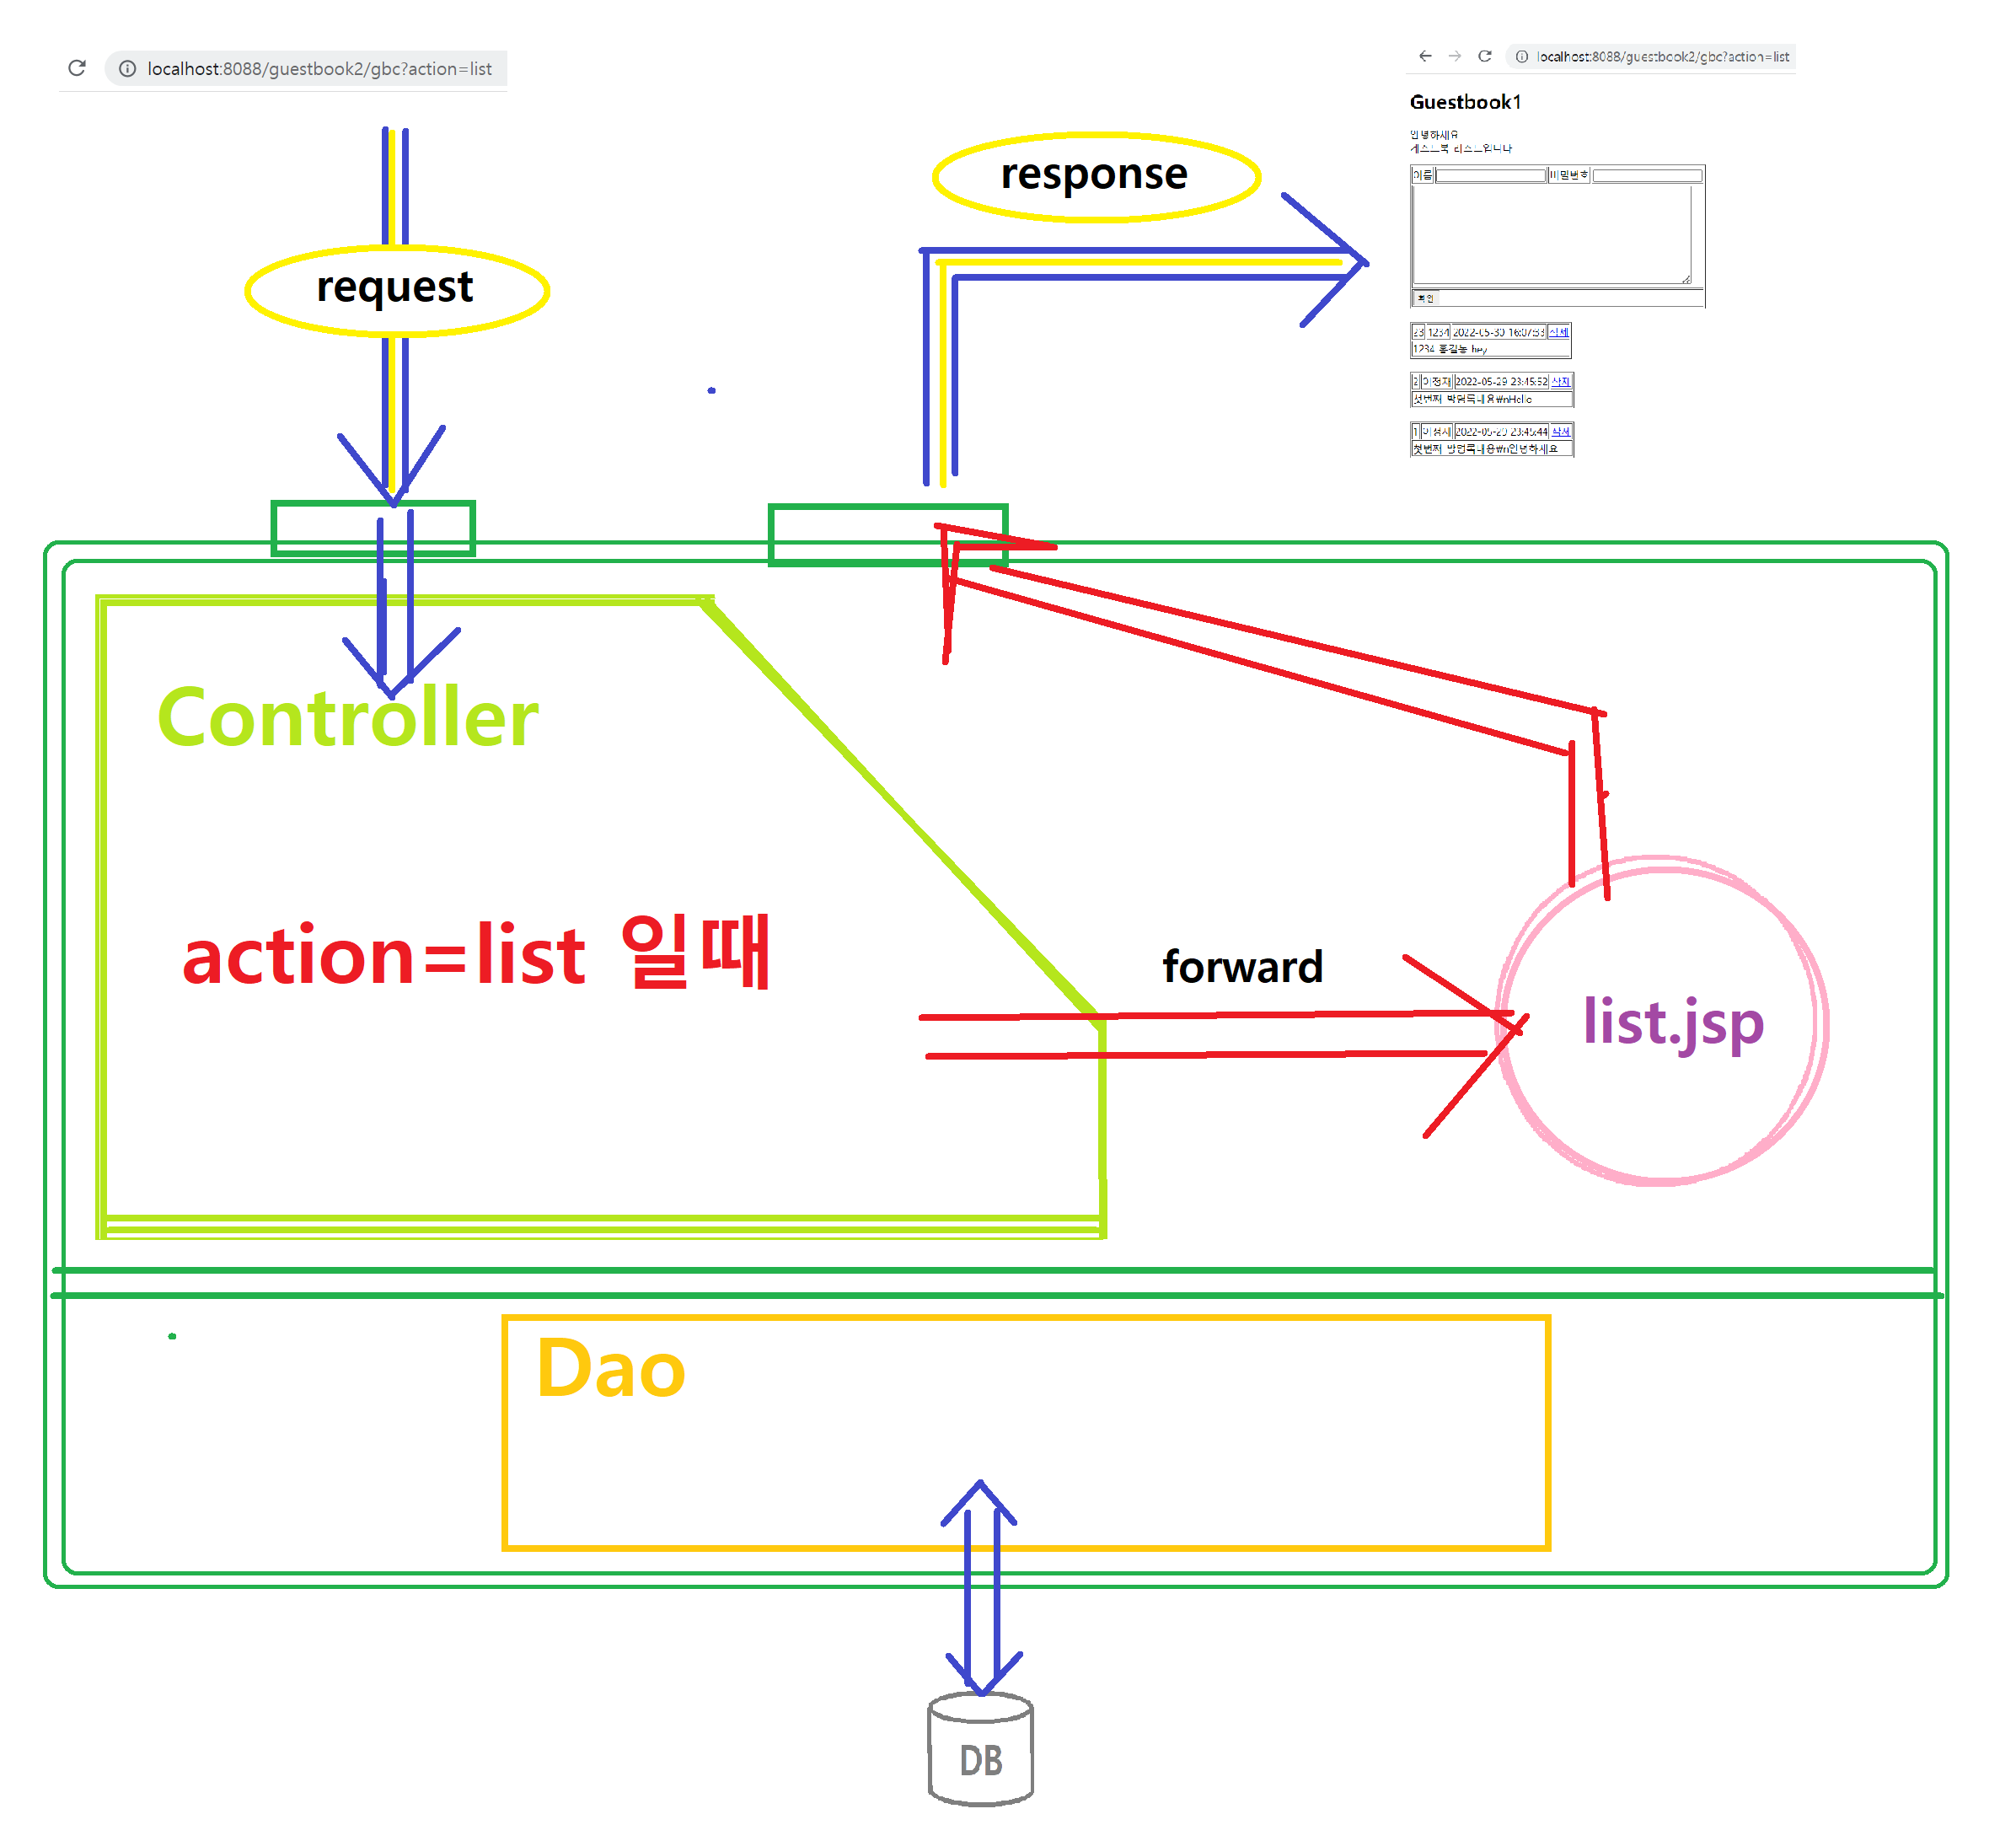 localhost:8088/guestbook2/gbc?action=list
localhost:8088/guestbook2/gbc?action=list
Guestbook1
안녕하세요
게스트북 리스트입니다
이름 비밀번호
확인
23 1234 2022-05-30 16:07:33 삭제
1234 홍길동 hey
2 이정재 2022-05-29 23:45:52 삭제
첫번째 방명록내용₩nHello
1 이정재 2022-05-29 23:45:44 삭제
첫번째 방명록내용₩n안녕하세요
response
request
Controller
action=list 일때
forward
list.jsp
Dao
DB